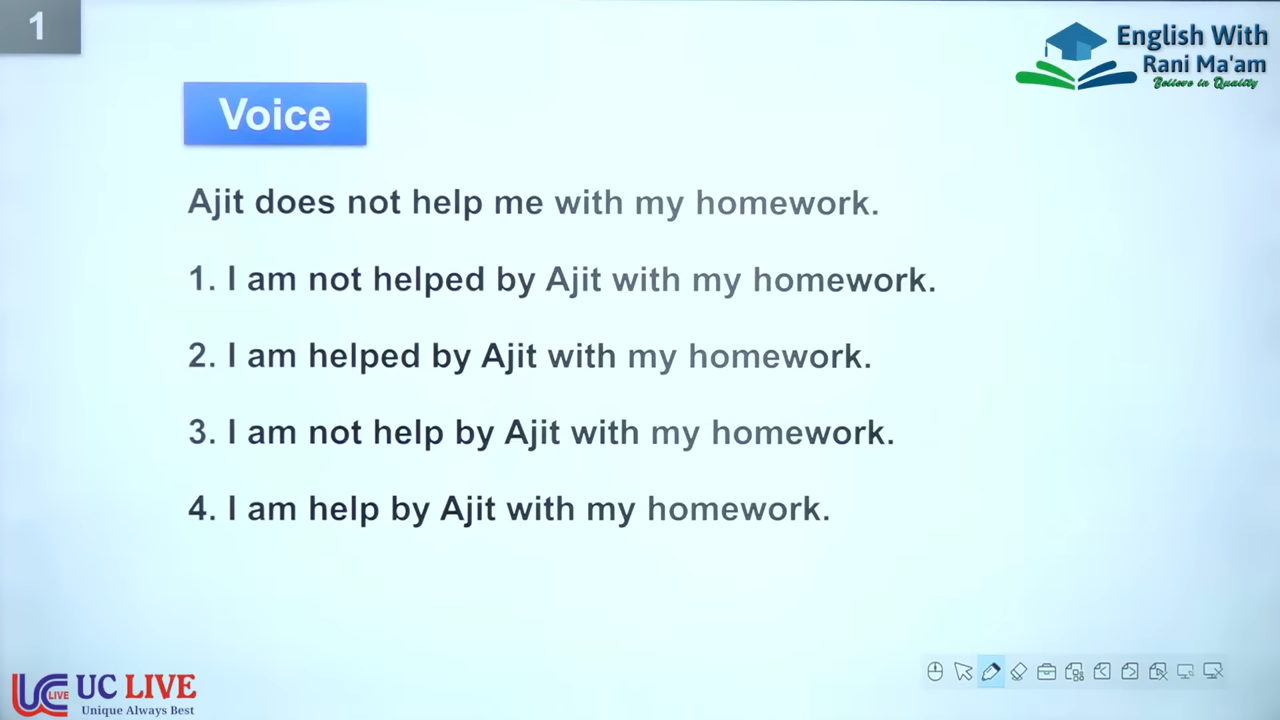 1
English With
Rani Ma'am
Believe in Quality
Voice
Ajit does not help me with my homework.
1. I am not helped by Ajit with my homework.
2. I am helped by Ajit with my homework.
3. I am not help by Ajit with my homework.
4. I am help by Ajit with my homework.
UC LIVE
LIVE
Unique Always Best